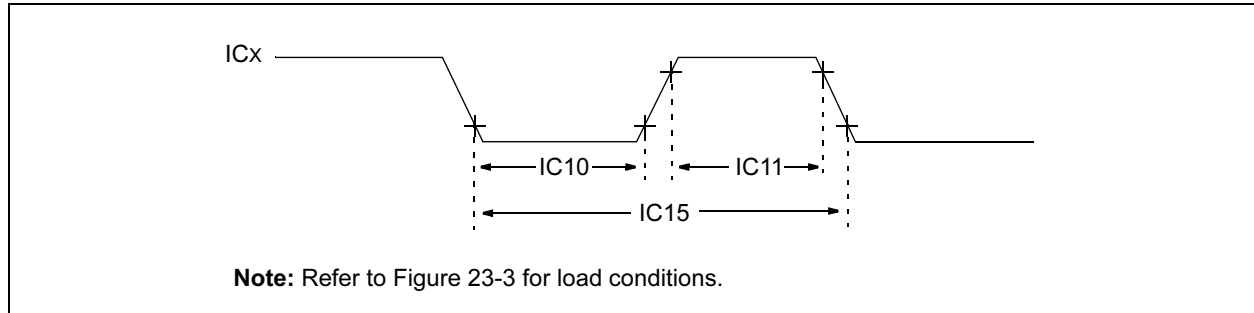 ICx
IC10
IC11
IC15
Note: Refer to Figure 23-3 for load conditions.